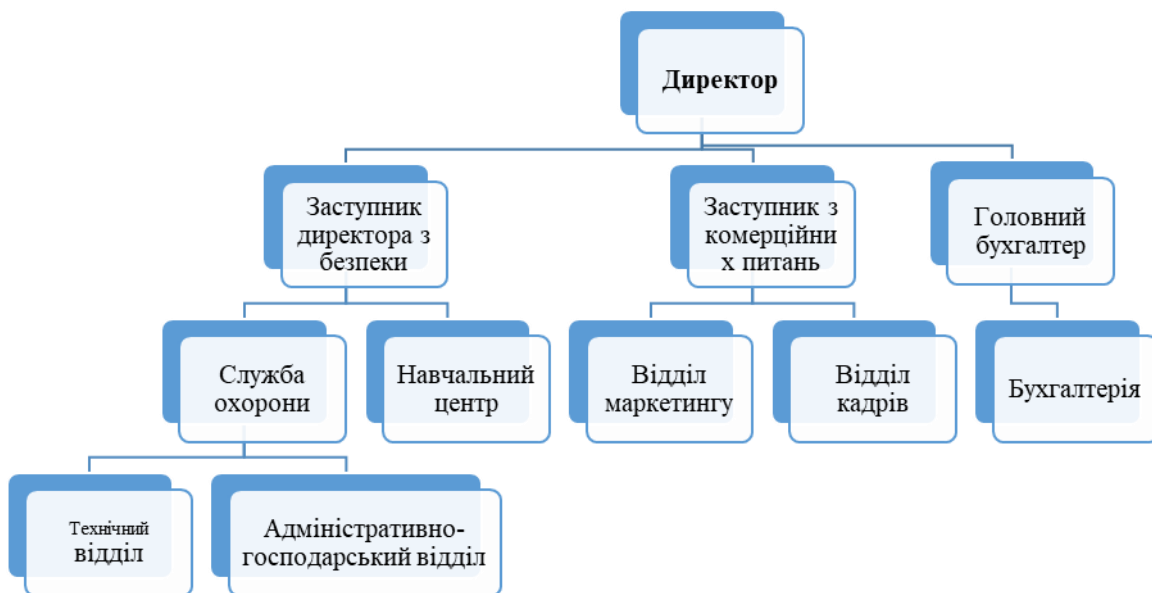 Директор
Заступник
директора з
безпеки
Заступник з
комерційни
х питань
Головний
бухгалтер
Служба
охорони
Навчальний
центр
Відділ
маркетингу
Відділ
кадрів
Бухгалтерія
Технічний
відділ
Адміністративно-
господарський відділ